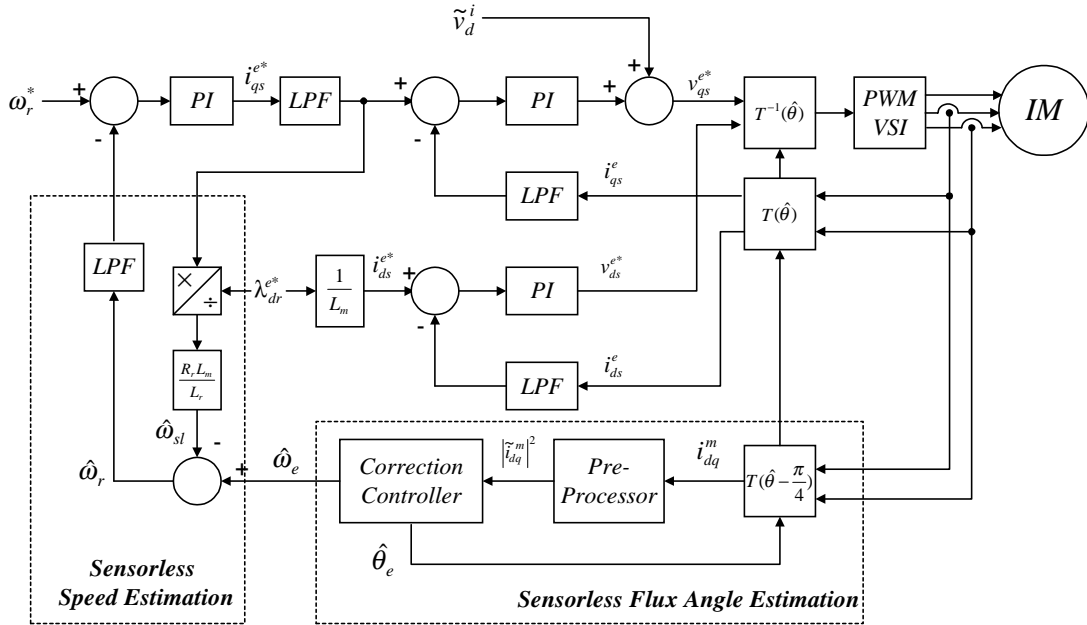 ṽ_d^i
ω_r^*
+
-
PI
i_qs^e*
LPF
+
-
PI
+
+
v_qs^e*
T⁻¹(θ̂)
PWM
VSI
IM
LPF
i_qs^e
T(θ̂)
LPF
×
÷
λ_dr^e*
1
L_m
i_ds^e*
+
-
PI
v_ds^e*
R_r L_m
L_r
LPF
i_ds^e
ω̂_sl
-
+
ω̂_r
ω̂_e
Correction
Controller
|ĩ_dq^m|²
Pre-
Processor
i_dq^m
T(θ̂ - π/4)
θ̂_e
Sensorless
Speed Estimation
Sensorless Flux Angle Estimation